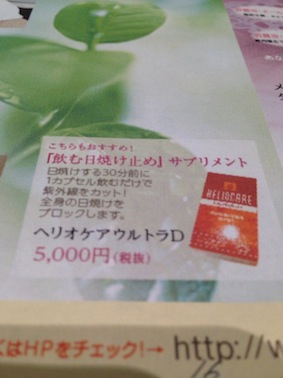 こちらもおすすめ!
『飲む日焼け止め』サプリメント
日焼けする30分前に
1カプセル飲むだけで
紫外線をカット!
全身の日焼けを
ブロックします。
HELIOCARE
ヘリオケアウルトラD
5,000円(税抜)
くはHPをチェック!→ http://w